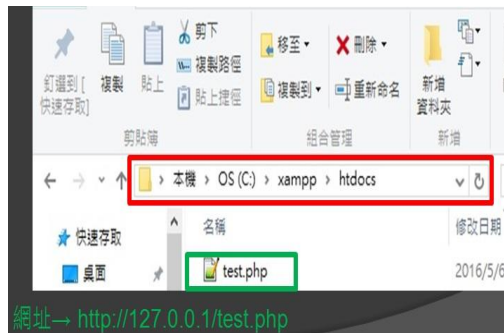 剪下
複製路徑
貼上捷徑
釘選到 [
快速存取]
複製
貼上
剪貼簿
移至
複製到
刪除
重新命名
組合管理
新增
資料夾
新增
本機 › OS (C:) › xampp › htdocs
快速存取
桌面
名稱
修改日期
test.php
2016/5/6
網址→ http://127.0.0.1/test.php